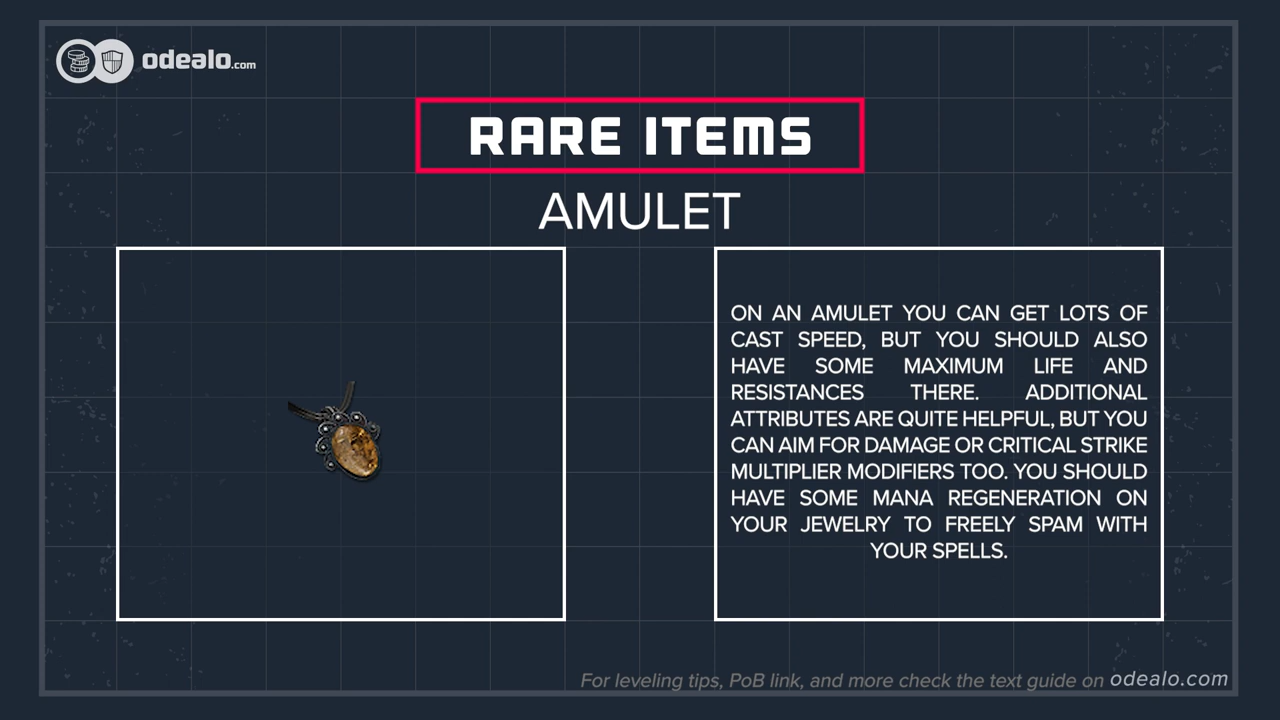 odealo.com
RARE ITEMS
AMULET
ON AN AMULET YOU CAN GET LOTS OF
CAST SPEED, BUT YOU SHOULD ALSO
HAVE SOME MAXIMUM LIFE AND
RESISTANCES THERE. ADDITIONAL
ATTRIBUTES ARE QUITE HELPFUL, BUT YOU
CAN AIM FOR DAMAGE OR CRITICAL STRIKE
MULTIPLIER MODIFIERS TOO. YOU SHOULD
HAVE SOME MANA REGENERATION ON
YOUR JEWELRY TO FREELY SPAM WITH
YOUR SPELLS.
For leveling tips, PoB link, and more check the text guide on odealo.com